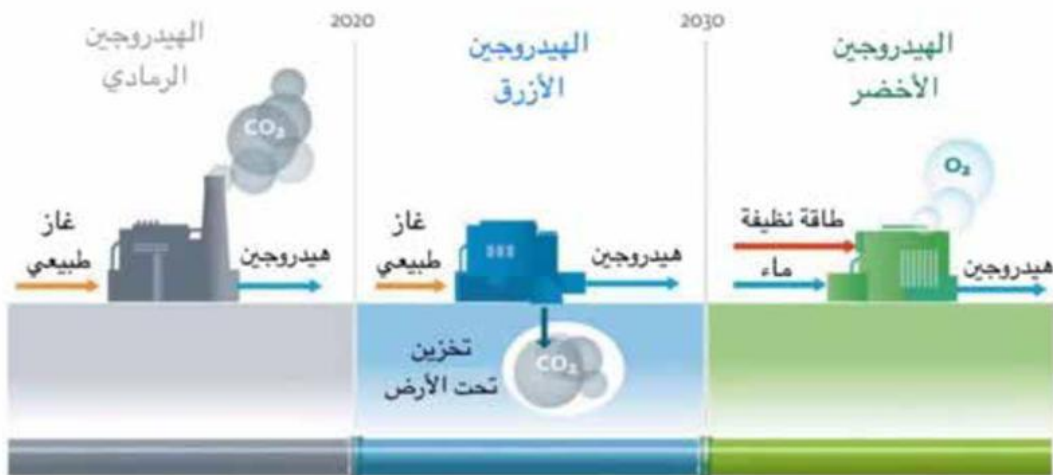 2020
2030
الهيدروجين
الرمادي
الهيدروجين
الأزرق
الهيدروجين
الأخضر
CO₂
O₂
غاز
طبيعي
هيدروجين
غاز
طبيعي
هيدروجين
طاقة نظيفة
ماء
هيدروجين
تخزين
تحت الأرض
CO₂